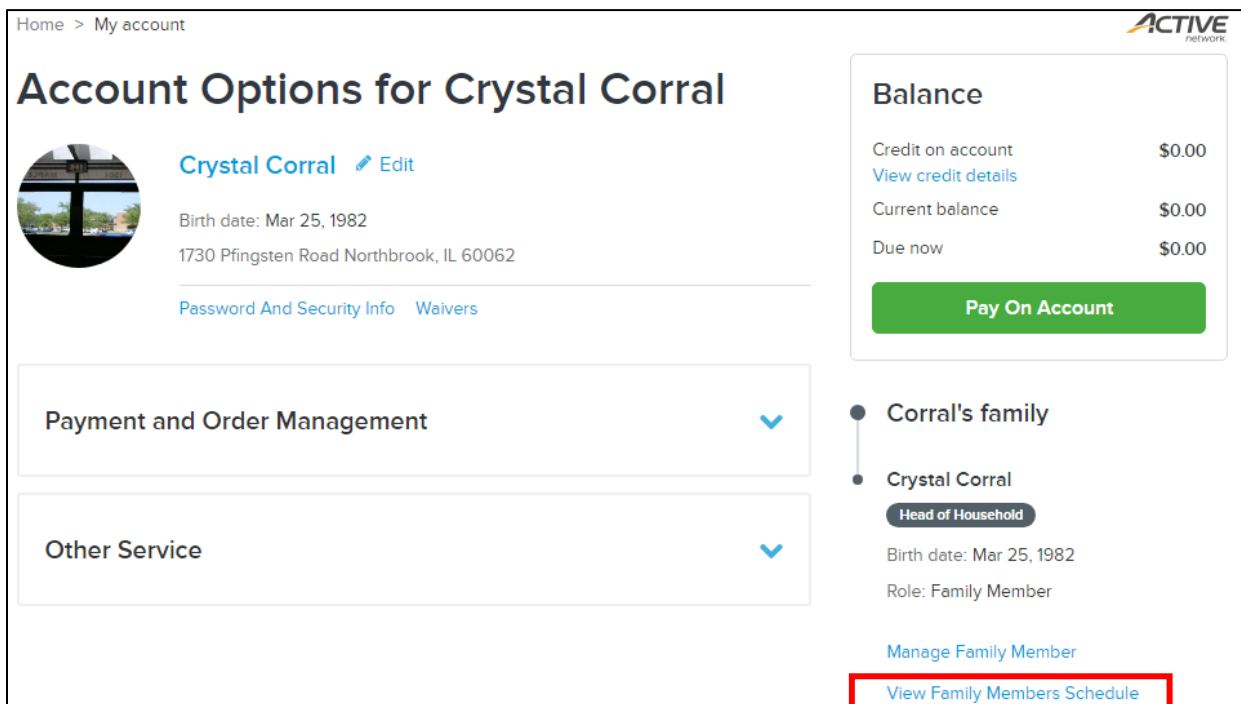 Home > My account
ACTIVE
network.
Account Options for Crystal Corral
Crystal Corral Edit
Birth date: Mar 25, 1982
1730 Pfingsten Road Northbrook, IL 60062
Password And Security Info Waivers
Payment and Order Management
Other Service
Balance
Credit on account $0.00
View credit details
Current balance $0.00
Due now $0.00
Pay On Account
Corral's family
Crystal Corral
Head of Household
Birth date: Mar 25, 1982
Role: Family Member
Manage Family Member
View Family Members Schedule